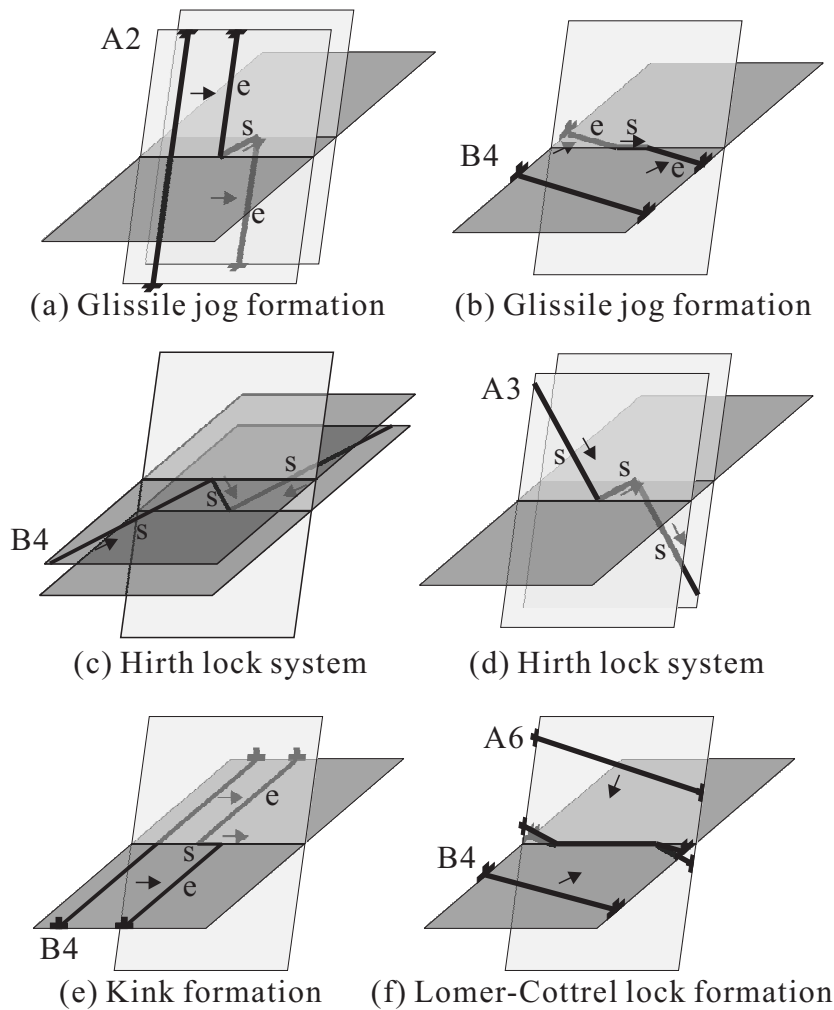 A2
e
s
e
(a) Glissile jog formation
B4
e
s
e
(b) Glissile jog formation
B4
s
s
s
(c) Hirth lock system
A3
s
s
s
(d) Hirth lock system
B4
e
s
e
(e) Kink formation
A6
B4
(f) Lomer-Cottrel lock formation